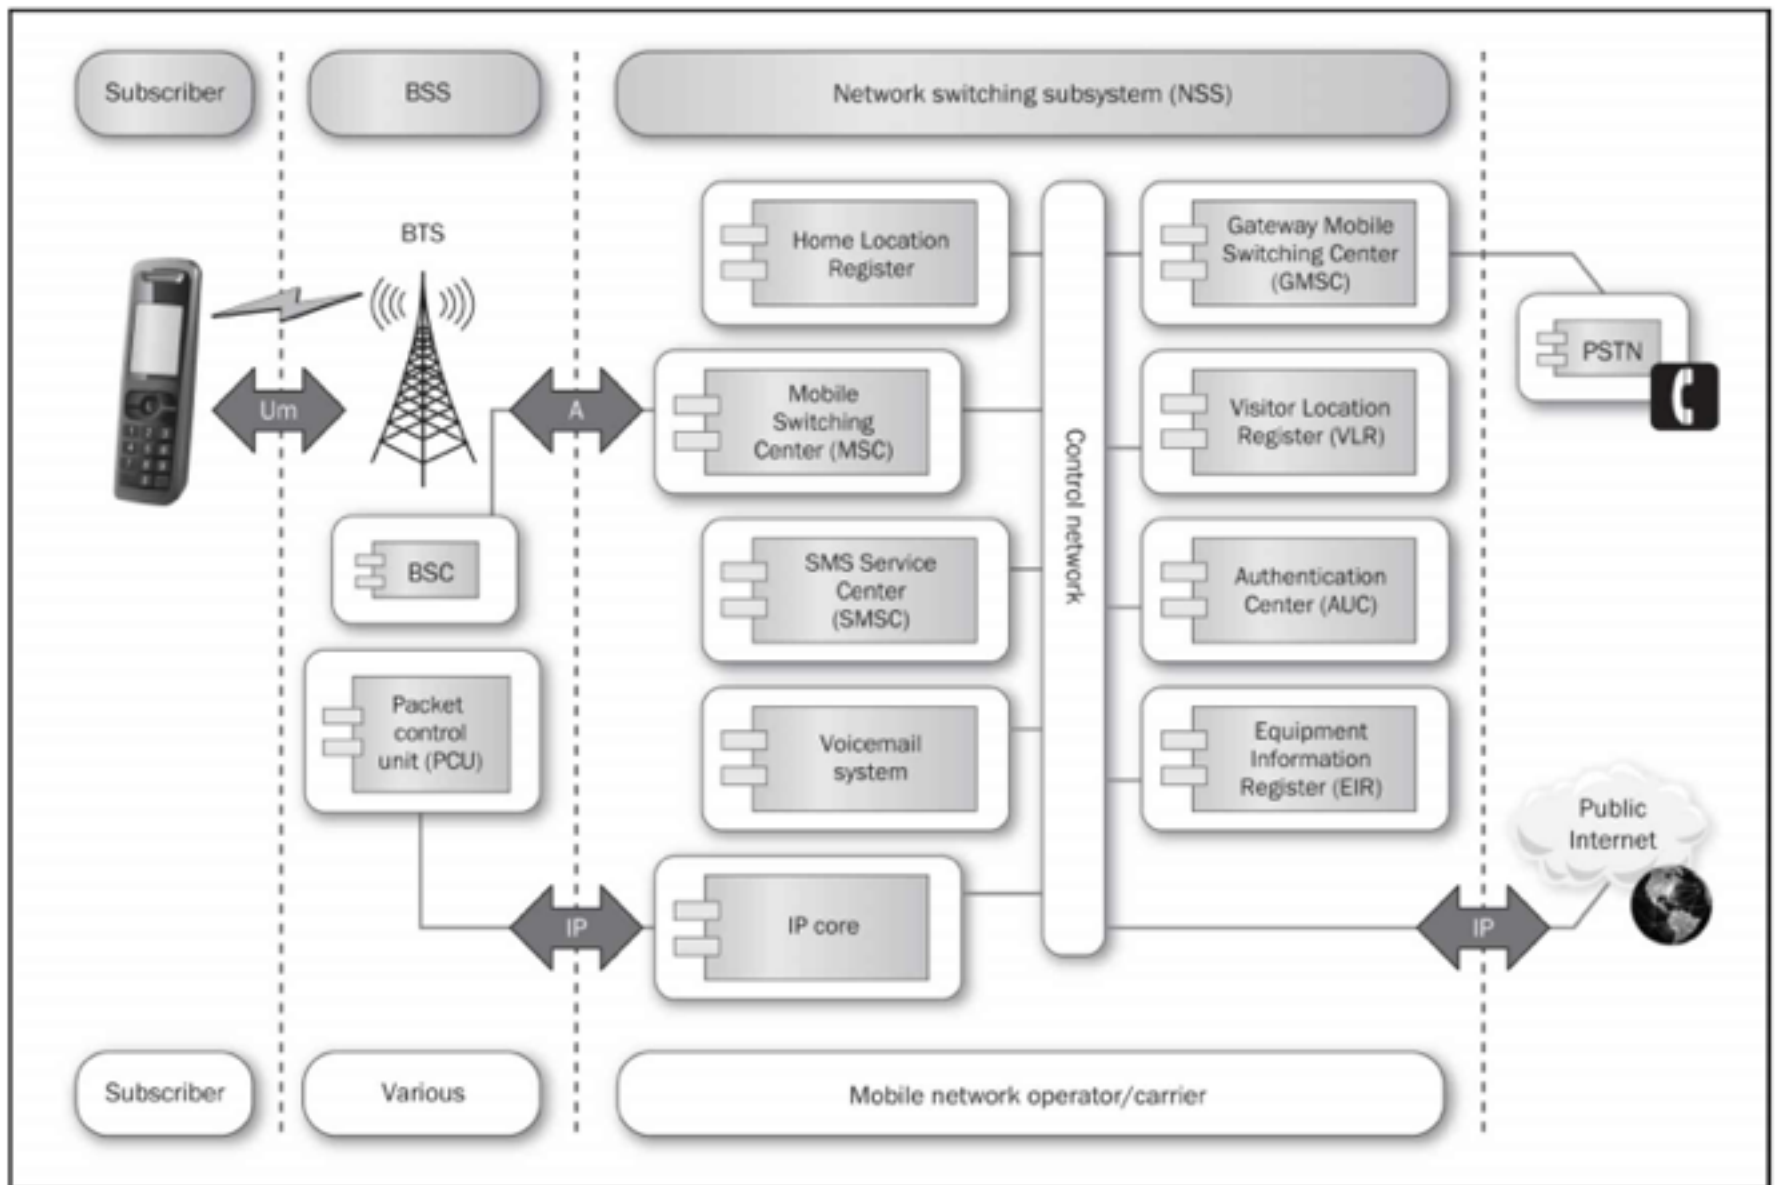 Subscriber
BSS
Network switching subsystem (NSS)
BTS
Um
A
BSC
Packet
control
unit (PCU)
IP
Home Location
Register
Mobile
Switching
Center (MSC)
SMS Service
Center
(SMSC)
Voicemail
system
IP core
Control network
Gateway Mobile
Switching Center
(GMSC)
Visitor Location
Register (VLR)
Authentication
Center (AUC)
Equipment
Information
Register (EIR)
PSTN
Public
Internet
IP
Subscriber
Various
Mobile network operator/carrier